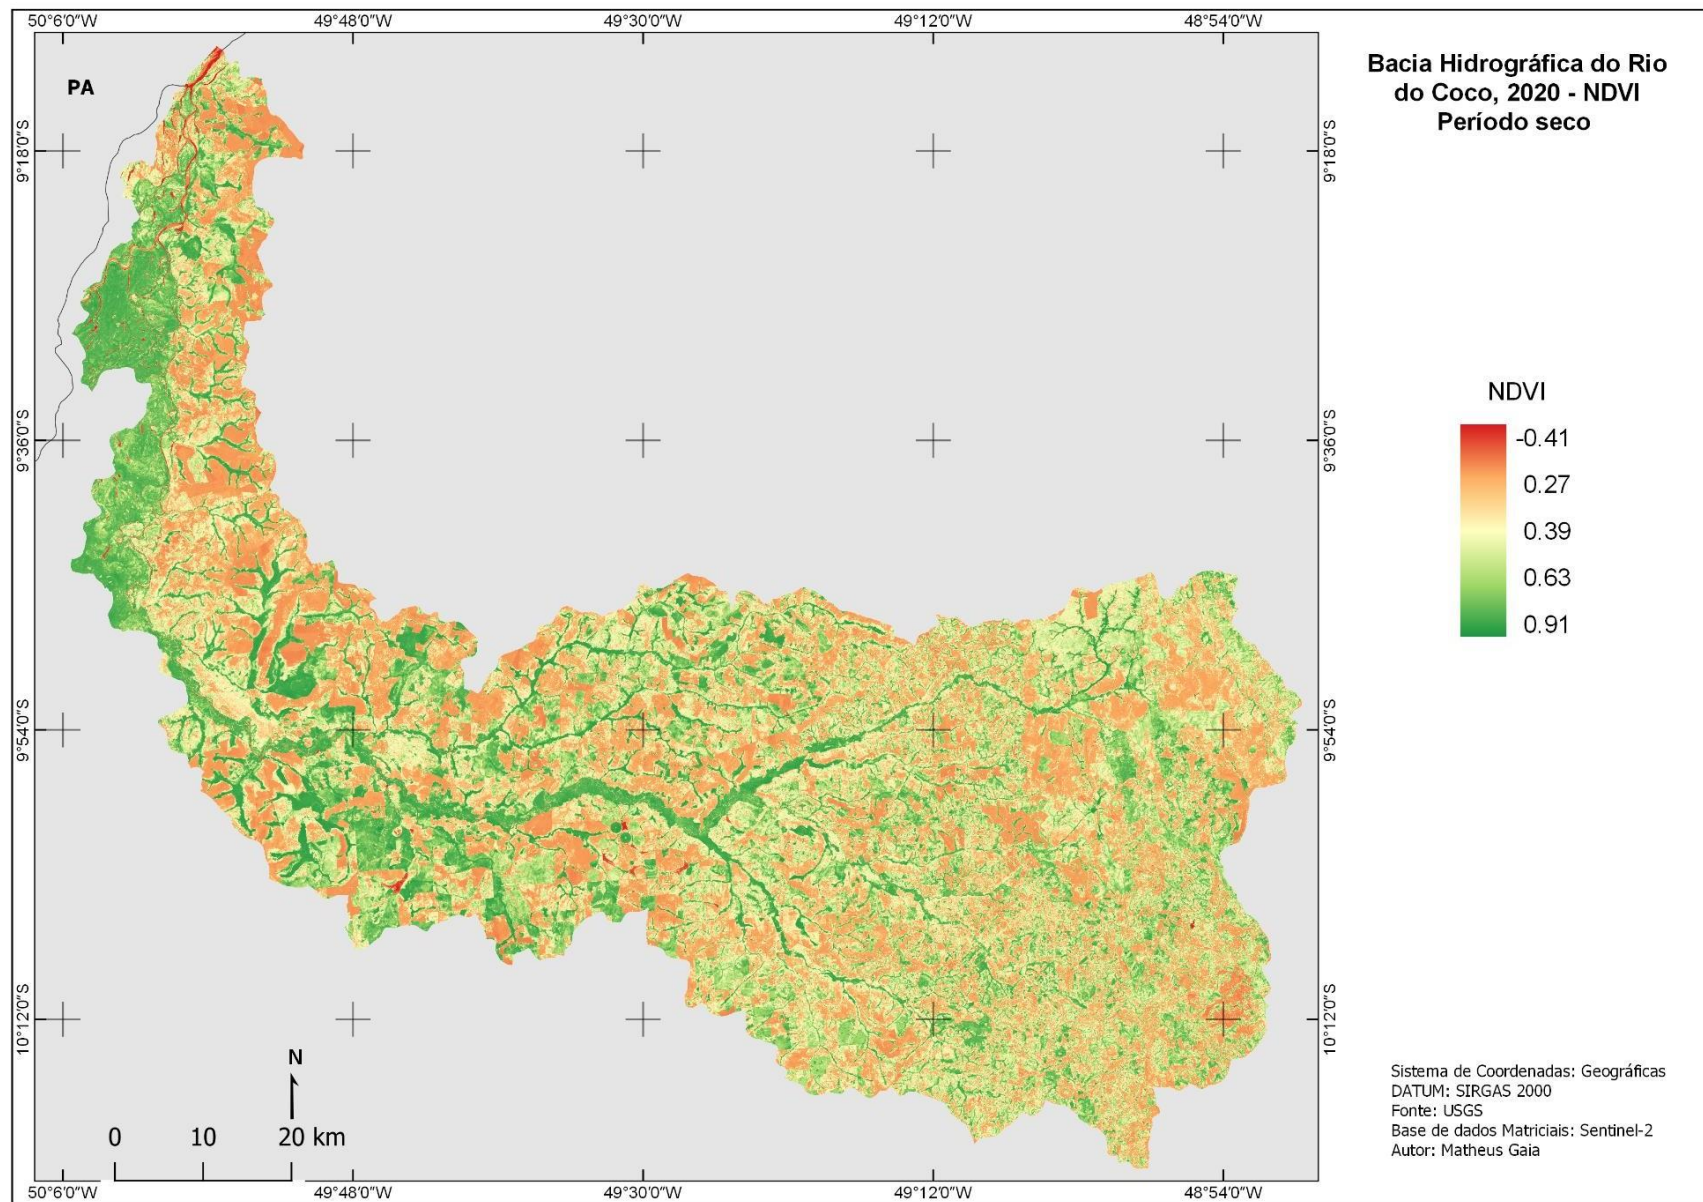 50°6'0"W
49°48'0"W
49°30'0"W
49°12'0"W
48°54'0"W
PA
9°18'0"S
9°18'0"S
9°36'0"S
9°36'0"S
9°54'0"S
9°54'0"S
10°12'0"S
10°12'0"S
Bacia Hidrográfica do Rio
do Coco, 2020 - NDVI
Período seco
NDVI
-0.41
0.27
0.39
0.63
0.91
N
0 10 20 km
50°6'0"W
49°48'0"W
49°30'0"W
49°12'0"W
48°54'0"W
Sistema de Coordenadas: Geográficas
DATUM: SIRGAS 2000
Fonte: USGS
Base de dados Matriciais: Sentinel-2
Autor: Matheus Gaia